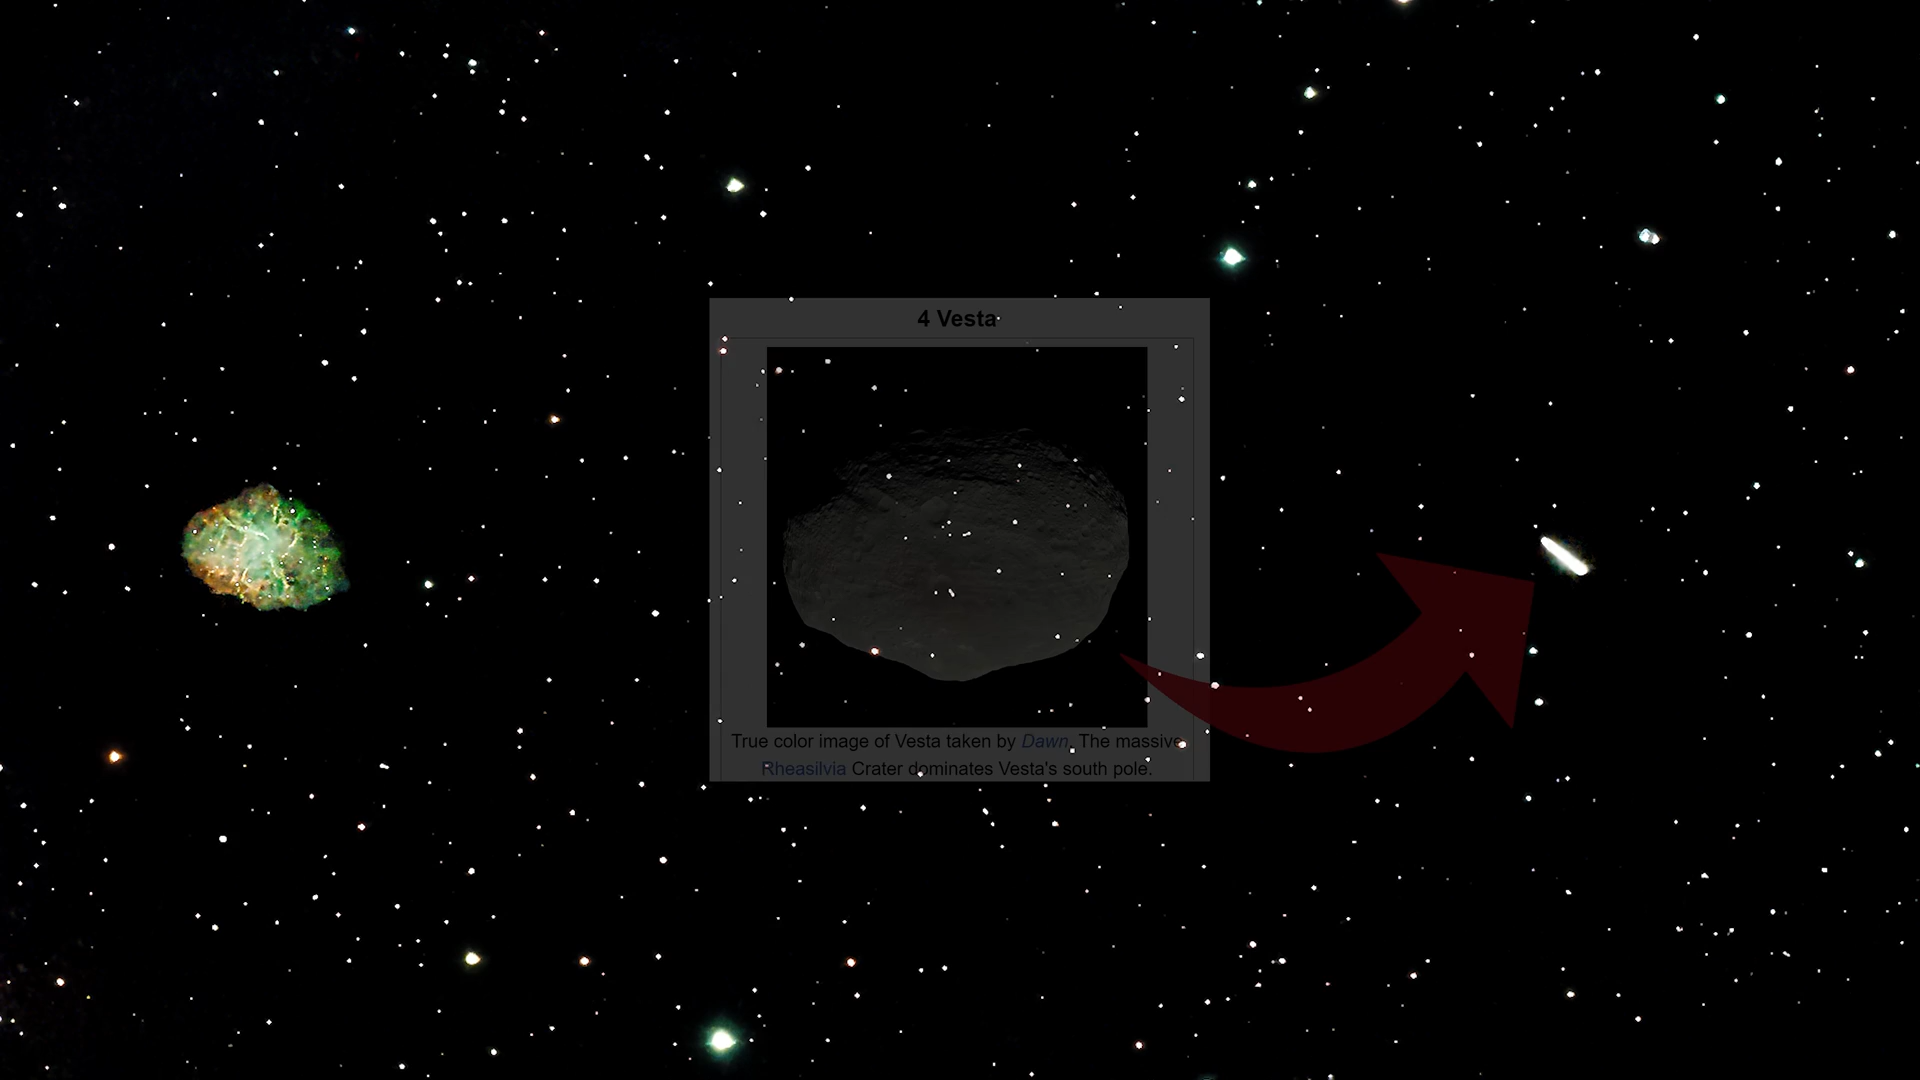 4 Vesta
True color image of Vesta taken by Dawn. The massive
Rheasilvia Crater dominates Vesta's south pole.